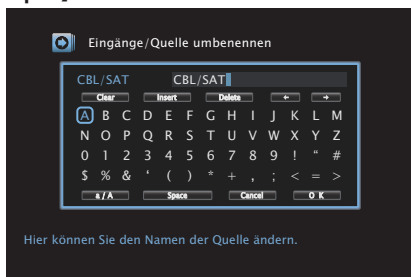 Eingänge/Quelle umbenennen
CBL/SAT CBL/SAT
Clear Insert Delete ← →
A B C D E F G H I J K L M
N O P Q R S T U V W X Y Z
0 1 2 3 4 5 6 7 8 9 ! “ #
$ % & ‘ ( ) * + , ; < = >
a / A Space Cancel O K
Hier können Sie den Namen der Quelle ändern.